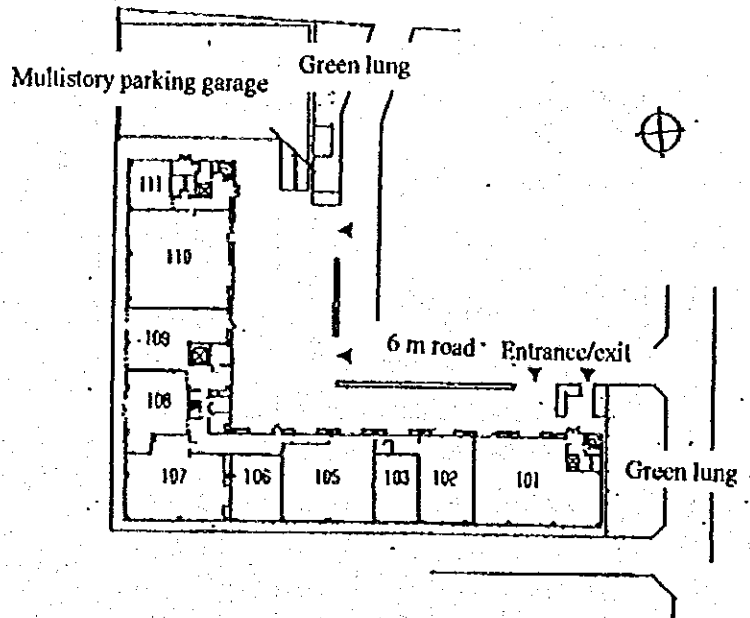 Green lung
Multistory parking garage
111
110
109
6 m road
Entrance/exit
108
107
106
105
103
102
101
Green lung